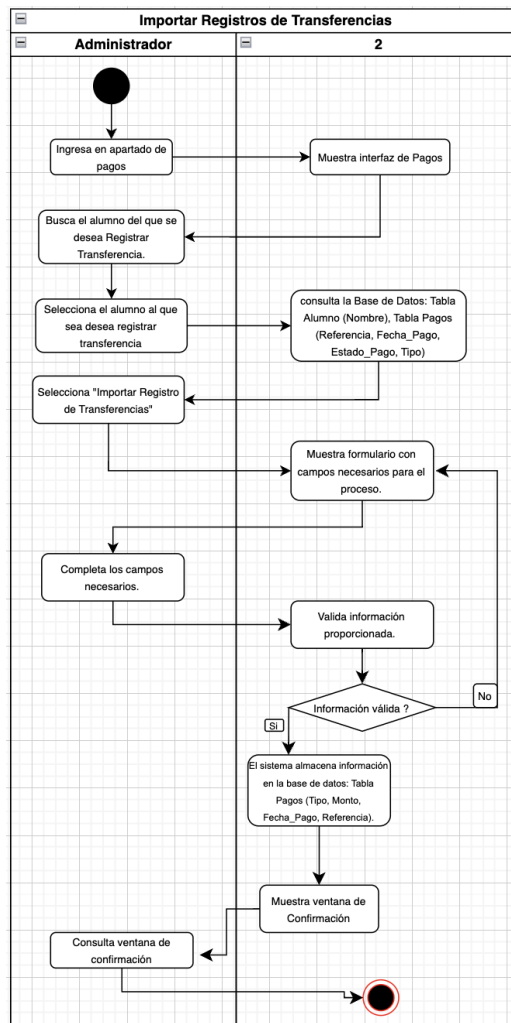 Importar Registros de Transferencias
Administrador
2
Ingresa en apartado de
pagos
Muestra interfaz de Pagos
Busca el alumno del que se
desea Registrar
Transferencia.
Selecciona el alumno al que
sea desea registrar
transferencia
consulta la Base de Datos: Tabla
Alumno (Nombre), Tabla Pagos
(Referencia, Fecha_Pago,
Estado_Pago, Tipo)
Selecciona "Importar Registro
de Transferencias"
Muestra formulario con
campos necesarios para el
proceso.
Completa los campos
necesarios.
Valida información
proporcionada.
Información válida ?
No
Si
El sistema almacena información
en la base de datos: Tabla
Pagos (Tipo, Monto,
Fecha_Pago, Referencia).
Muestra ventana de
Confirmación
Consulta ventana de
confirmación